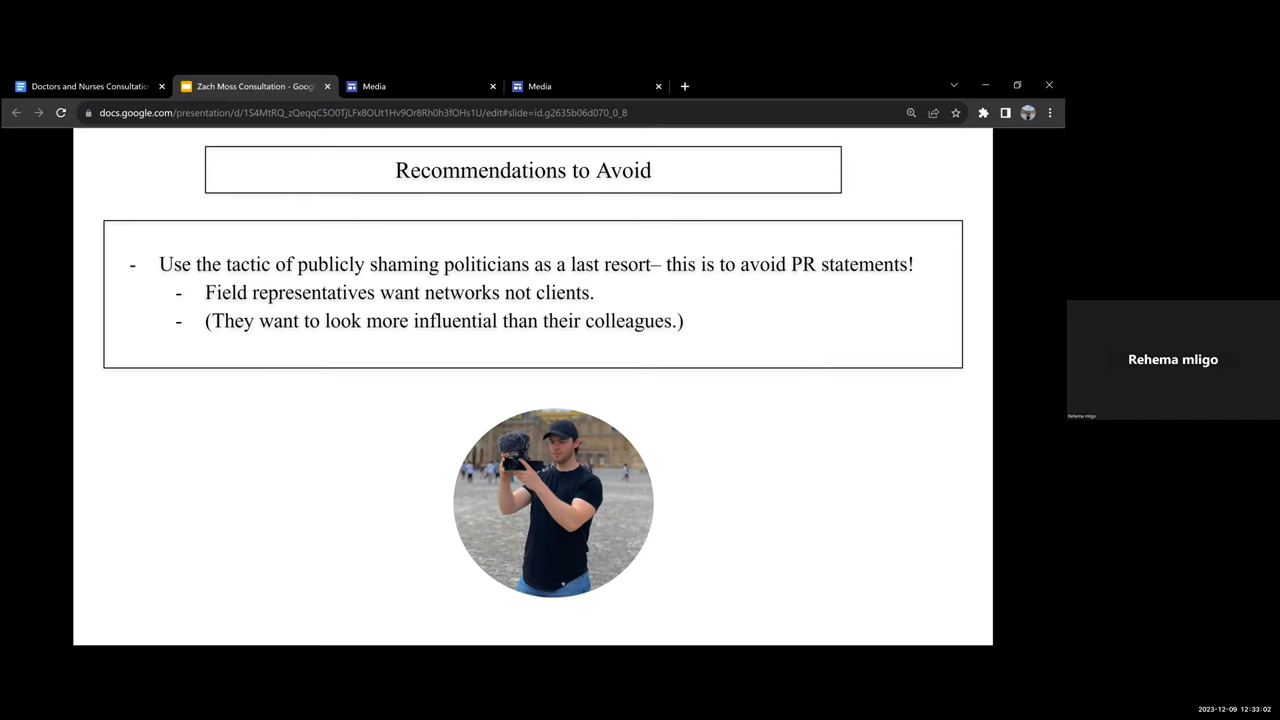 Doctors and Nurses Consultatio
Zach Moss Consultation - Goog
Media
Media
docs.google.com/presentation/d/1S4MtRQ_zQeqqC5O0TjLFx8OUt1Hv9Or8Rh0h3fOHs1U/edit#slide=id.g2635b06d070_0_8
Recommendations to Avoid
- Use the tactic of publicly shaming politicians as a last resort– this is to avoid PR statements!
- Field representatives want networks not clients.
- (They want to look more influential than their colleagues.)
Rehema mligo
Rehema mligo
2023-12-09 12:33:02